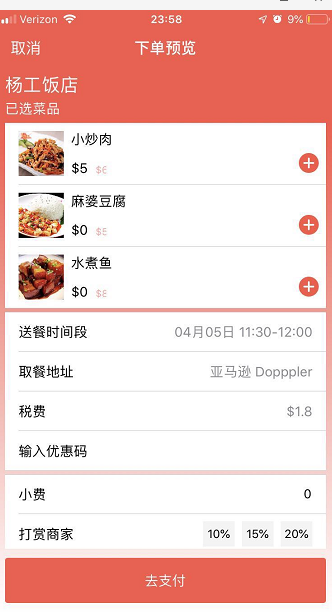 Verizon 23:58 9%
取消 下单预览
杨工饭店
已选菜品
小炒肉
$5 $6
麻婆豆腐
$0
水煮鱼
$0
送餐时间段 04月05日 11:30-12:00
取餐地址 亚马逊 Dopppler
税费 $1.8
输入优惠码
小费 0
打赏商家 10% 15% 20%
去支付